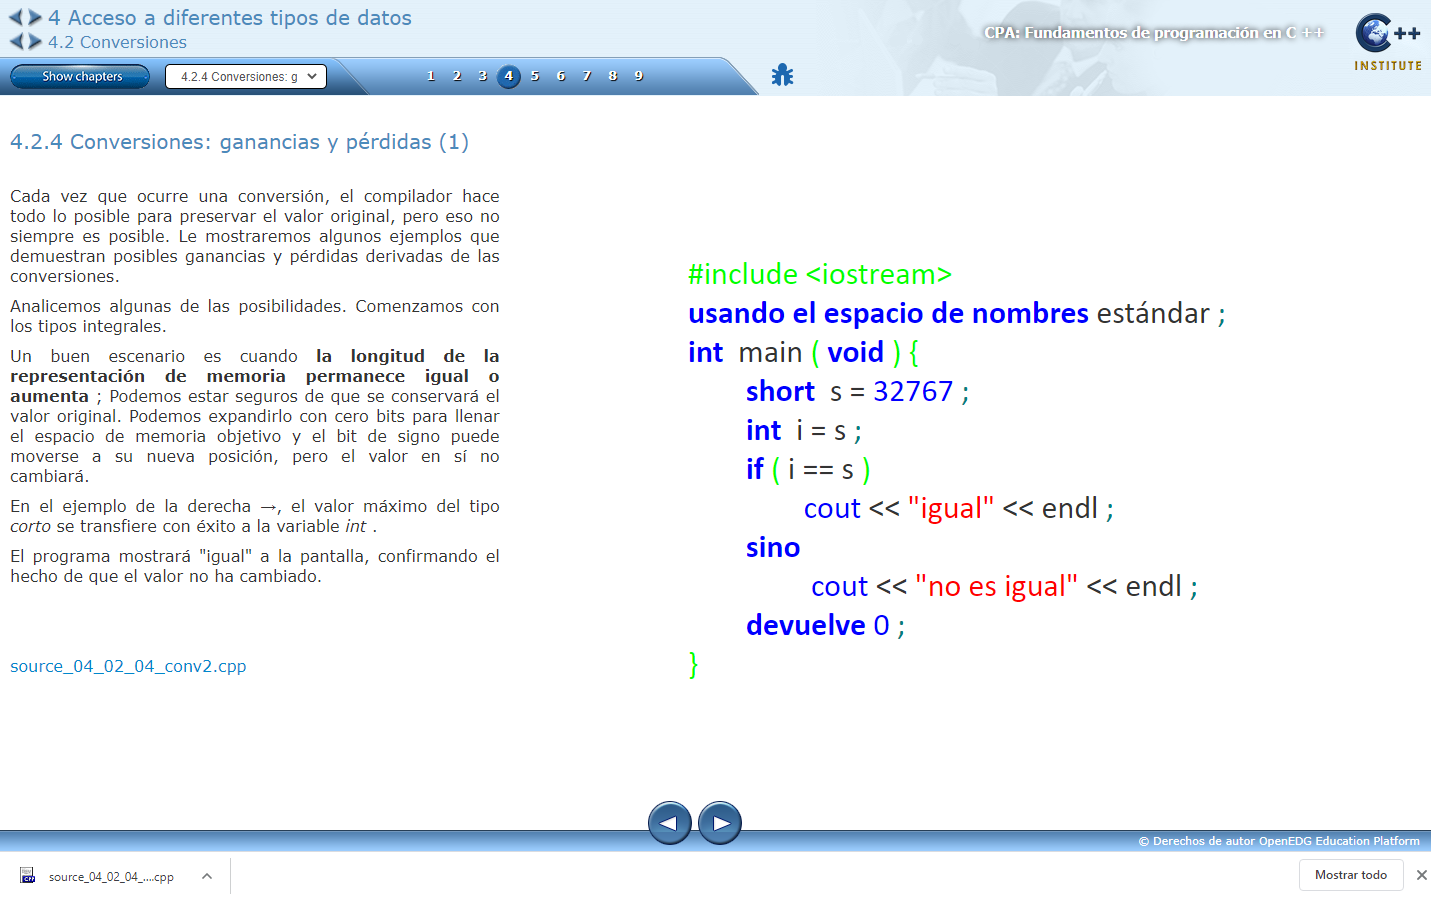 4 Acceso a diferentes tipos de datos
4.2 Conversiones
CPA: Fundamentos de programación en C ++
C++
INSTITUTE
Show chapters
4.2.4 Conversiones: g
1 2 3 4 5 6 7 8 9
4.2.4 Conversiones: ganancias y pérdidas (1)
Cada vez que ocurre una conversión, el compilador hace
todo lo posible para preservar el valor original, pero eso no
siempre es posible. Le mostraremos algunos ejemplos que
demuestran posibles ganancias y pérdidas derivadas de las
conversiones.
Analicemos algunas de las posibilidades. Comenzamos con
los tipos integrales.
Un buen escenario es cuando la longitud de la
representación de memoria permanece igual o
aumenta ; Podemos estar seguros de que se conservará el
valor original. Podemos expandirlo con cero bits para llenar
el espacio de memoria objetivo y el bit de signo puede
moverse a su nueva posición, pero el valor en sí no
cambiará.
En el ejemplo de la derecha →, el valor máximo del tipo
corto se transfiere con éxito a la variable int .
El programa mostrará "igual" a la pantalla, confirmando el
hecho de que el valor no ha cambiado.
source_04_02_04_conv2.cpp
#include <iostream>
usando el espacio de nombres estándar ;
int main ( void ) {
short s = 32767 ;
int i = s ;
if ( i == s )
cout << "igual" << endl ;
sino
cout << "no es igual" << endl ;
devuelve 0 ;
}
© Derechos de autor OpenEDG Education Platform
source_04_02_04_....cpp
Mostrar todo